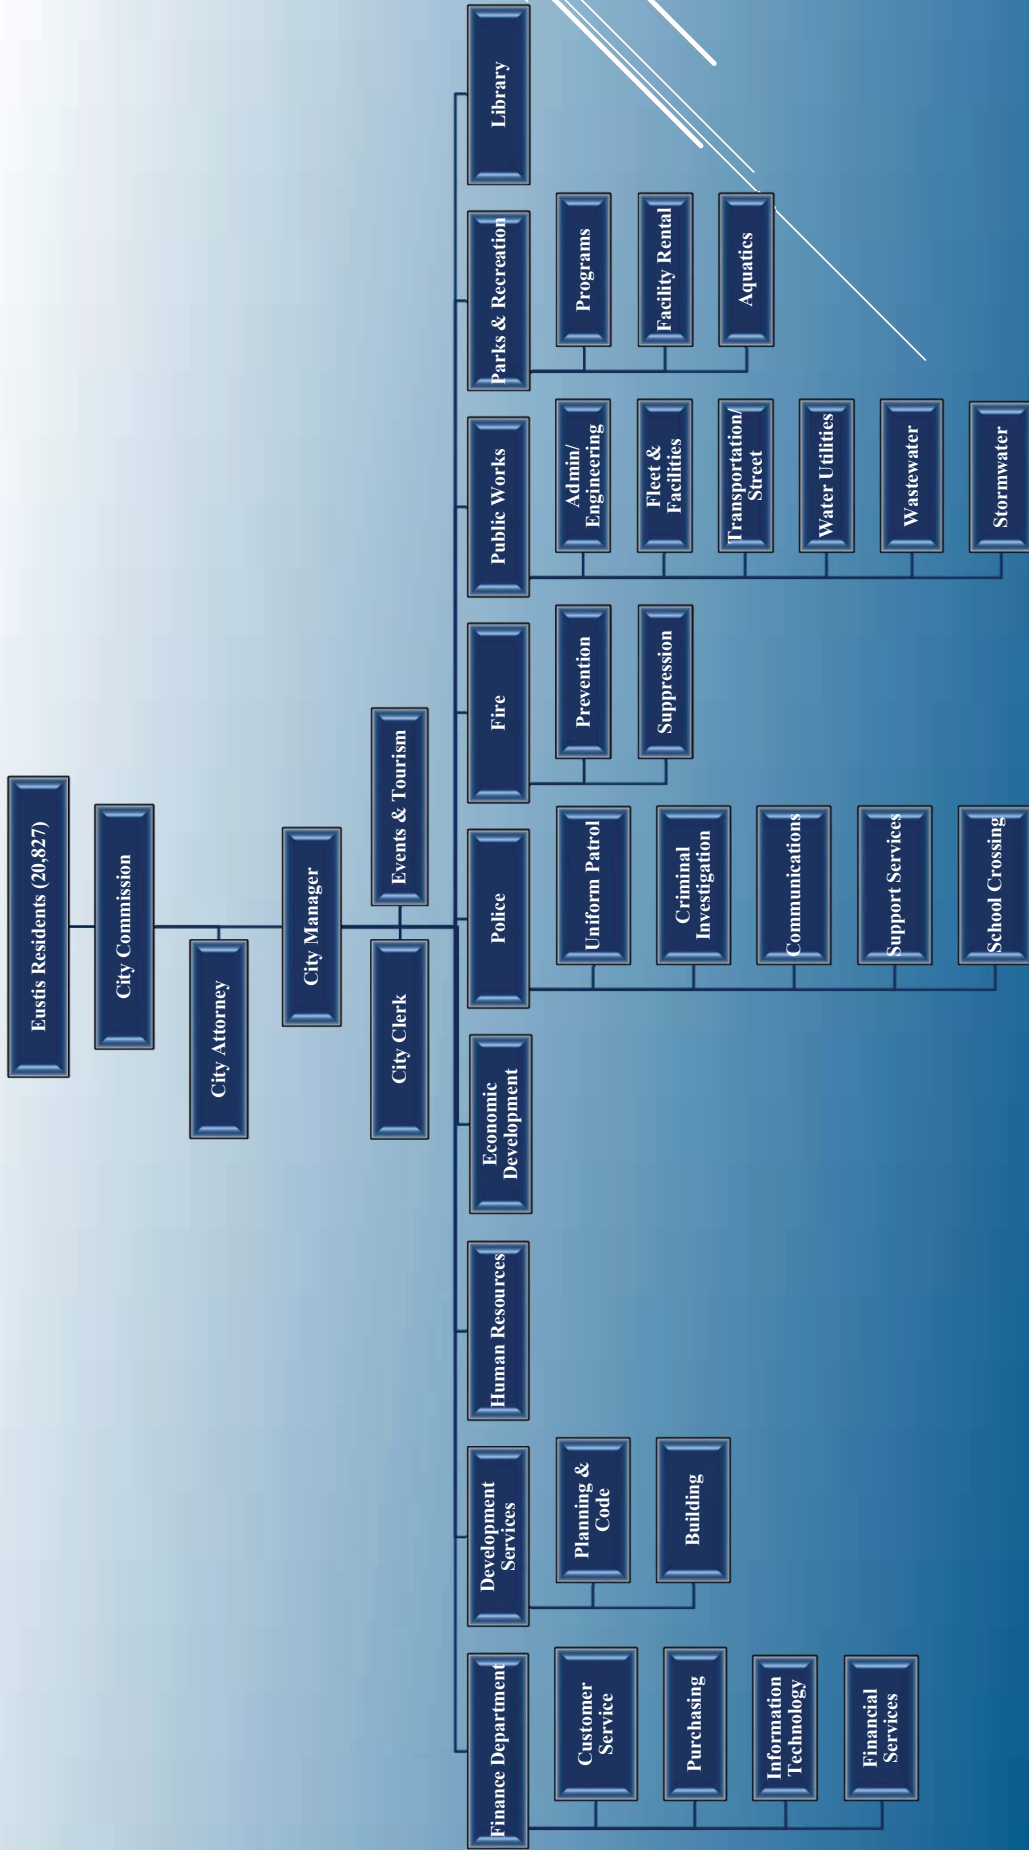 Eustis Residents (20,827)
City Commission
City Attorney
City Manager
City Clerk
Events & Tourism
Finance Department
Customer
Service
Purchasing
Information
Technology
Financial
Services
Development
Services
Planning &
Code
Building
Human Resources
Economic
Development
Police
Uniform Patrol
Criminal
Investigation
Communications
Support Services
School Crossing
Fire
Prevention
Suppression
Public Works
Admin/
Engineering
Fleet &
Facilities
Transportation/
Street
Water Utilities
Wastewater
Stormwater
Parks & Recreation
Programs
Facility Rental
Aquatics
Library